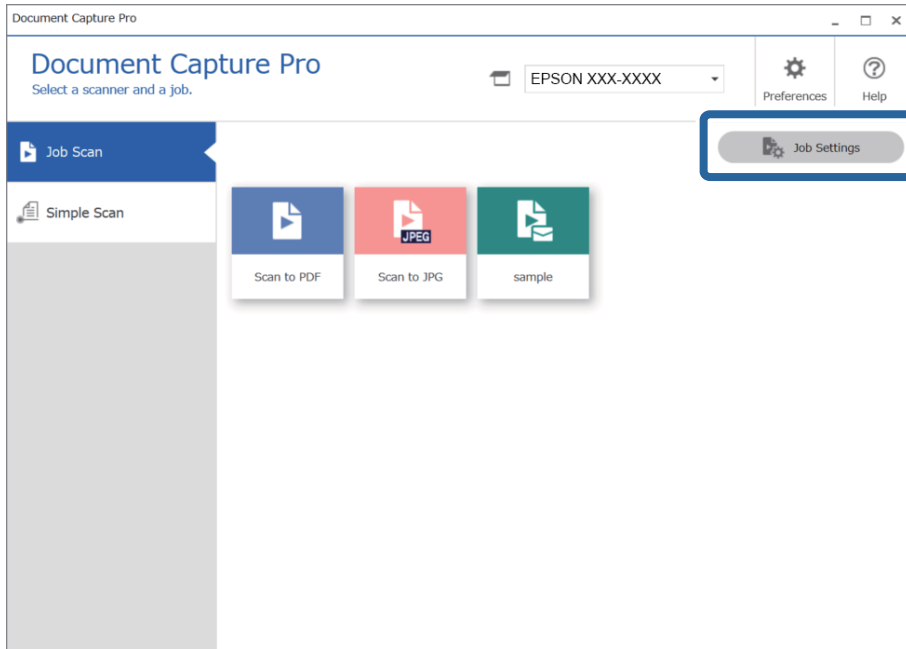 Document Capture Pro
Document Capture Pro
Select a scanner and a job.
EPSON XXX-XXXX
Preferences
Help
Job Scan
Job Settings
Simple Scan
JPEG
Scan to PDF
Scan to JPG
sample